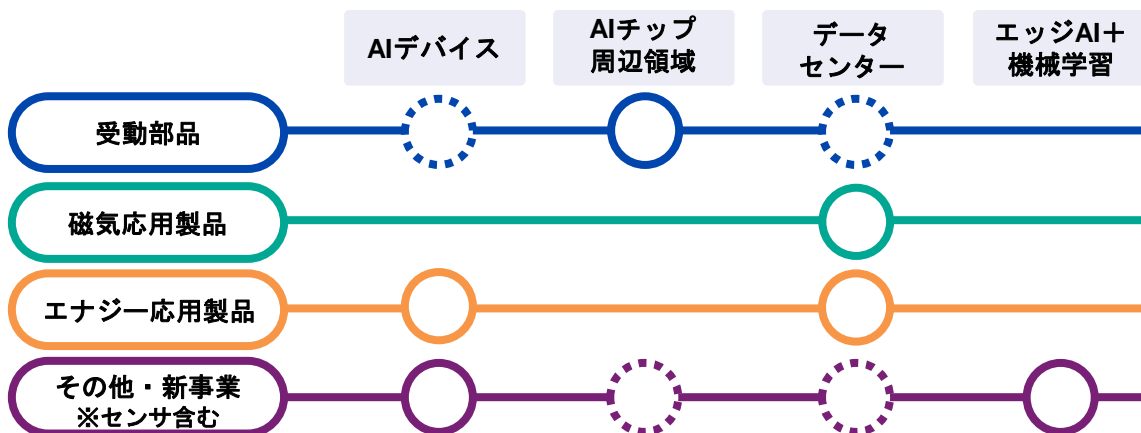 AIデバイス
AIチップ
周辺領域
データ
センター
エッジAI＋
機械学習
受動部品
磁気応用製品
エナジー応用製品
その他・新事業
※センサ含む